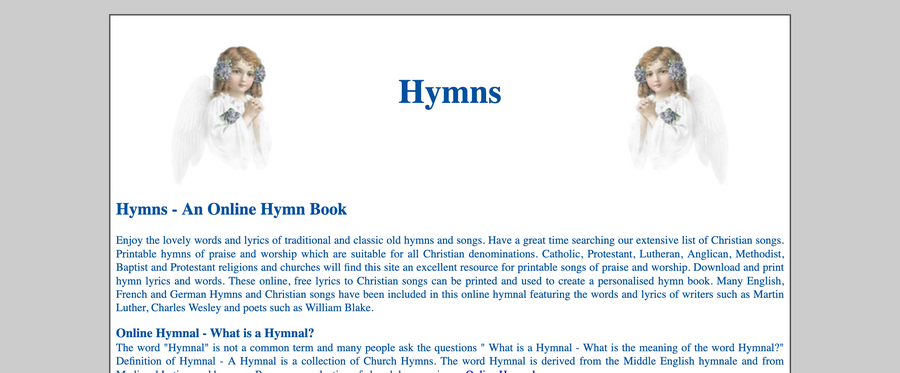 Hymns
Hymns - An Online Hymn Book
Enjoy the lovely words and lyrics of traditional and classic old hymns and songs. Have a great time searching our extensive list of Christian songs.
Printable hymns of praise and worship which are suitable for all Christian denominations. Catholic, Protestant, Lutheran, Anglican, Methodist,
Baptist and Protestant religions and churches will find this site an excellent resource for printable songs of praise and worship. Download and print
hymn lyrics and words. These online, free lyrics to Christian songs can be printed and used to create a personalised hymn book. Many English,
French and German Hymns and Christian songs have been included in this online hymnal featuring the words and lyrics of writers such as Martin
Luther, Charles Wesley and poets such as William Blake.
Online Hymnal - What is a Hymnal?
The word "Hymnal" is not a common term and many people ask the questions " What is a Hymnal - What is the meaning of the word Hymnal?"
Definition of Hymnal - A Hymnal is a collection of Church Hymns. The word Hymnal is derived from the Middle English hymnale and from